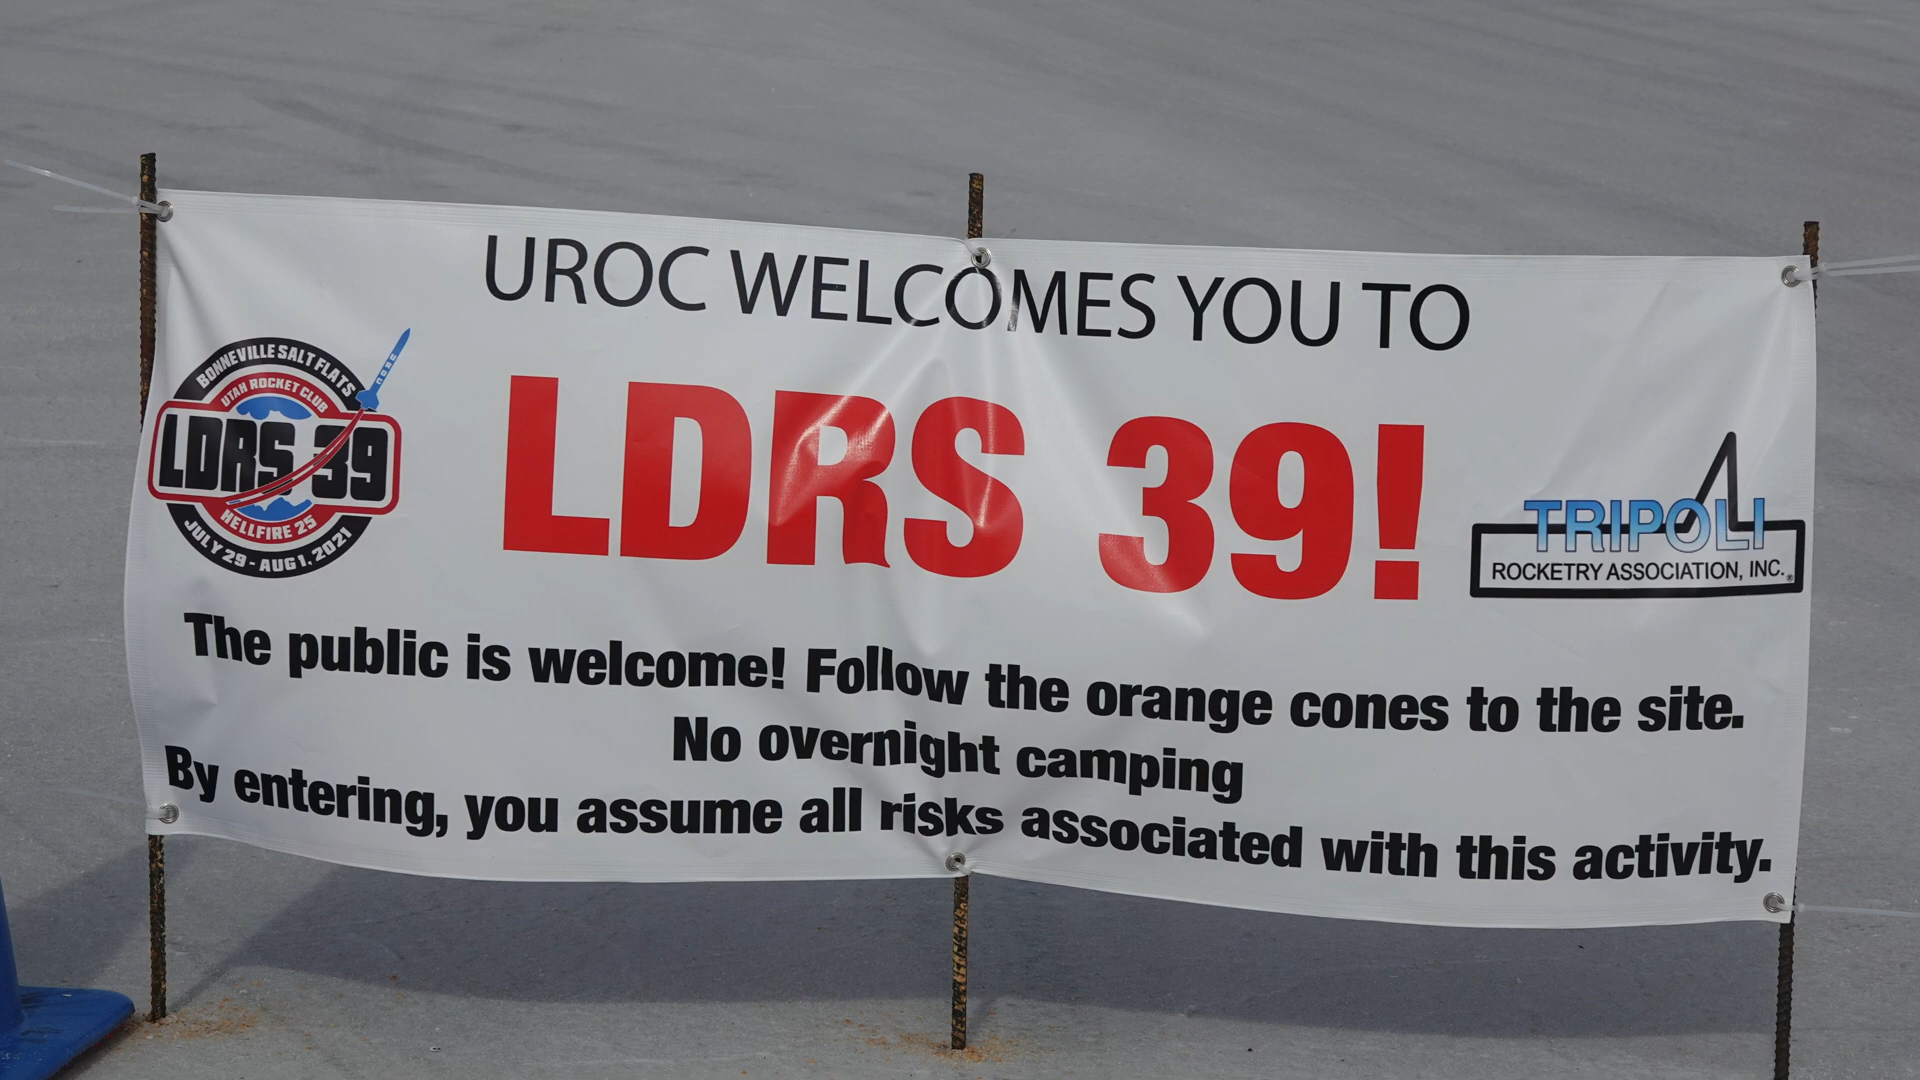 UROC WELCOMES YOU TO
BONNEVILLE SALT FLATS
UTAH ROCKET CLUB
LDRS 39
HELLFIRE 25
JULY 29 - AUG 1, 2021
UROC
LDRS 39!
TRIPOLI
ROCKETRY ASSOCIATION, INC.®
The public is welcome! Follow the orange cones to the site.
No overnight camping
By entering, you assume all risks associated with this activity.